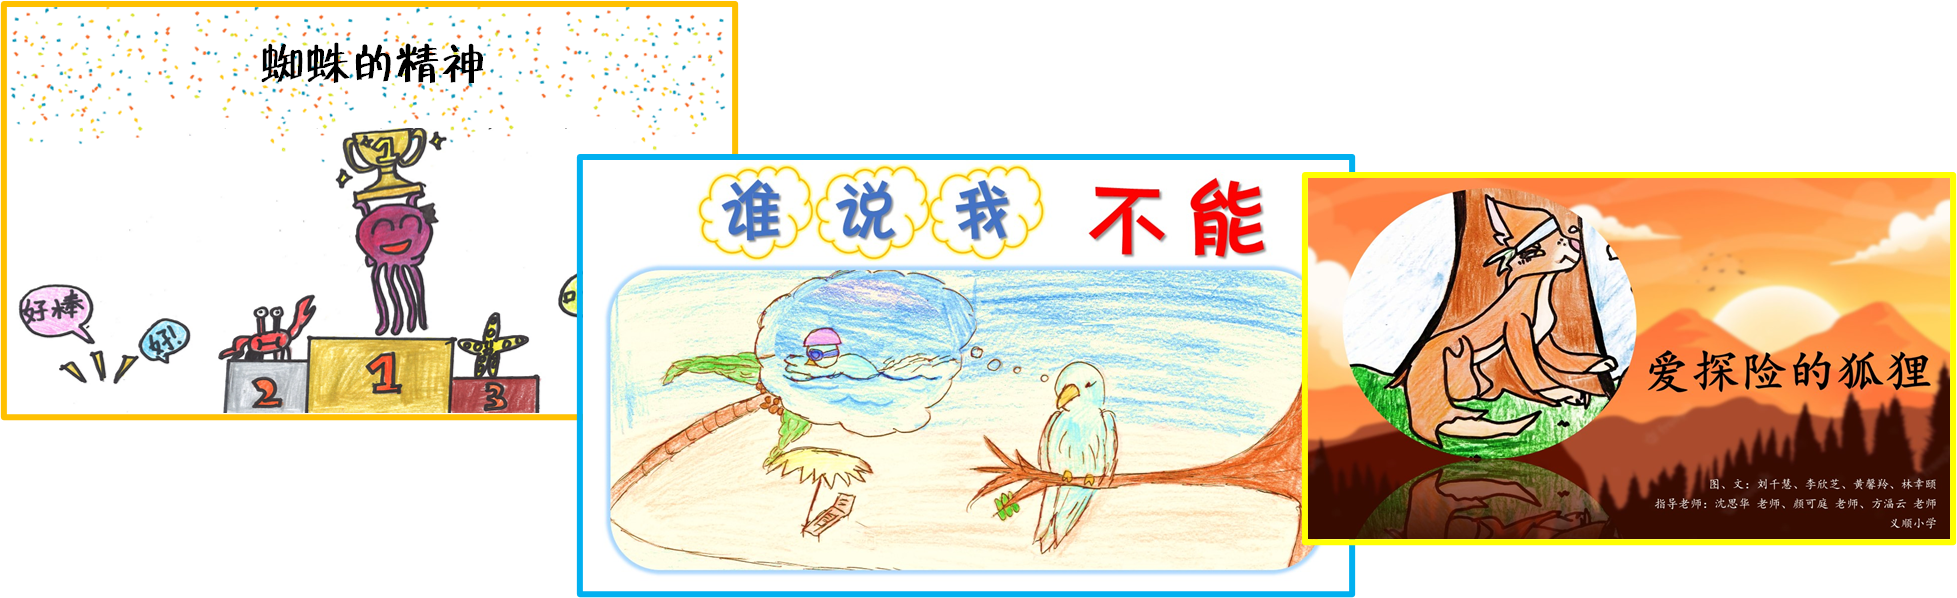 蜘蛛的精神
1
好棒
好!
2
1
3
谁说我不能
爱探险的狐狸
图、文：刘千慧、李欣芝、黄馨羚、林幸颐
指导老师：沈思华 老师、颜可庭 老师、方湢云 老师
义顺小学